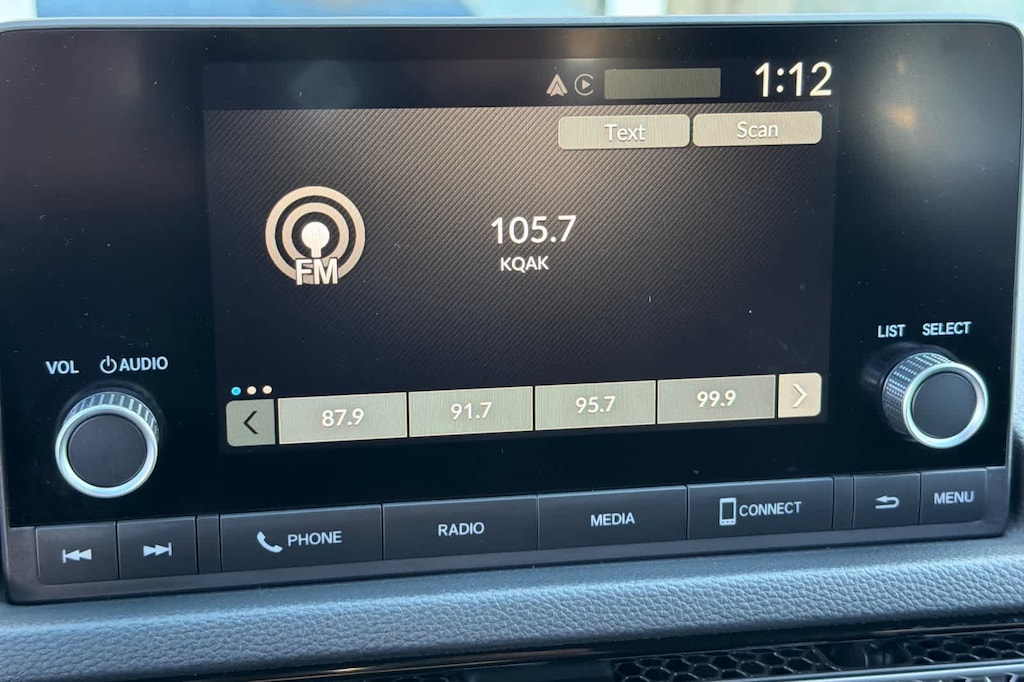 1:12
Text
Scan
105.7
KQAK
FM
87.9
91.7
95.7
99.9
VOL
AUDIO
LIST
SELECT
PHONE
RADIO
MEDIA
CONNECT
MENU